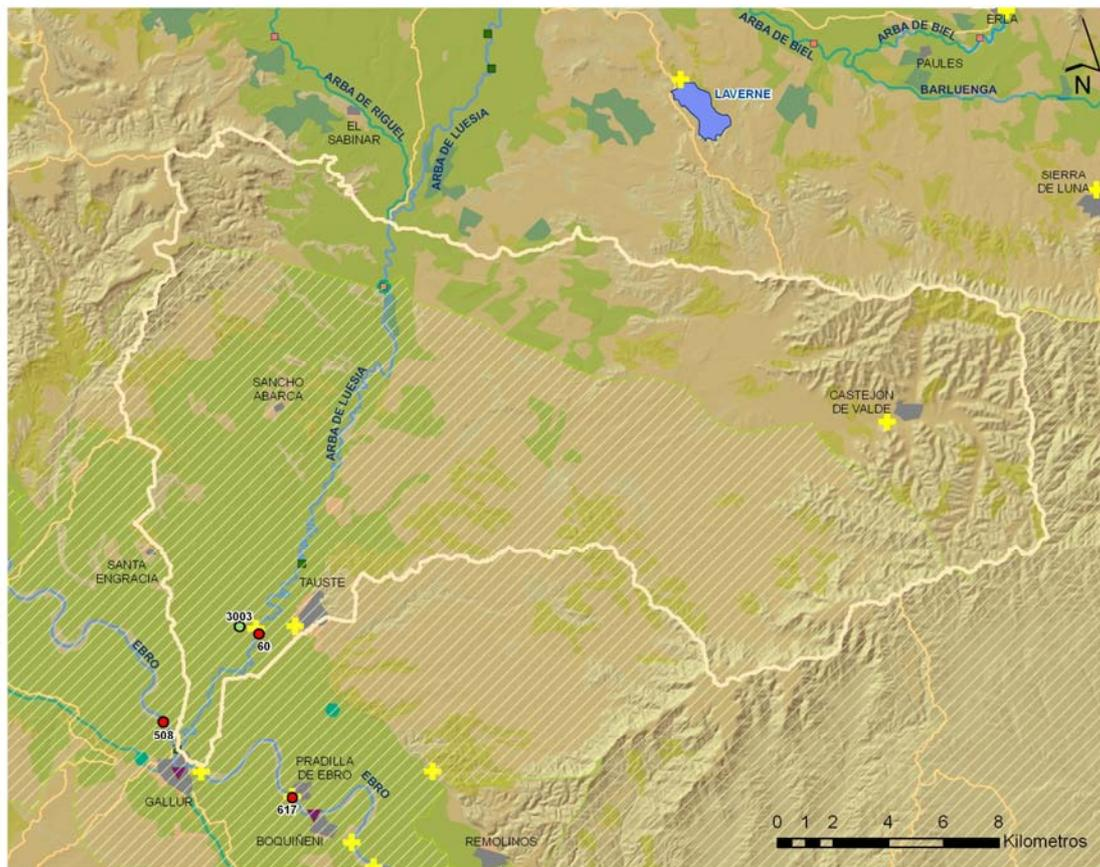 ERLA
ARBA DE BIEL
ARBA DE BIEL
PAULES
BARLUENGA
N
ARBA DE RIGUEL
EL
SABINAR
ARBA DE LUESIA
LAVERNE
SIERRA
DE LUNA
SANCHO
ABARCA
ARBA DE LUESIA
CASTEJON
DE VALDE
SANTA
ENGRACIA
TAUSTE
3003
60
EBRO
508
GALLUR
PRADILLA
DE EBRO
EBRO
617
BOQUIÑENI
REMOLINOS
0 1 2 4 6 8
Kilometros